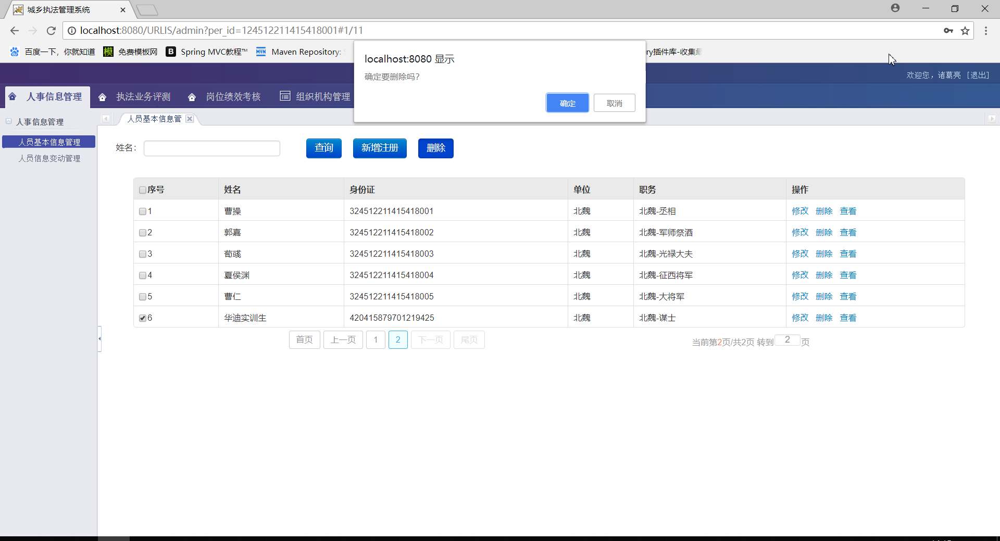 城乡执法管理系统
localhost:8080/URLIS/admin?per_id=124512211415418001#1/11
百度一下，你就知道 模 免费模板网 B Spring MVC教程™ MVN Maven Repository: ry插件库-收集最
localhost:8080 显示
确定要删除吗？
确定 取消
欢迎您，诸葛亮 [退出]
人事信息管理 执法业务评测 岗位绩效考核 组织机构管理
人事信息管理
人员基本信息管理
人员信息变动管理
人员基本信息管
姓名： 查询 新增注册 删除
序号 姓名 身份证 单位 职务 操作
1 曹操 324512211415418001 北魏 北魏-丞相 修改 删除 查看
2 郭嘉 324512211415418002 北魏 北魏-军师祭酒 修改 删除 查看
3 荀彧 324512211415418003 北魏 北魏-光禄大夫 修改 删除 查看
4 夏侯渊 324512211415418004 北魏 北魏-征西将军 修改 删除 查看
5 曹仁 324512211415418005 北魏 北魏-大将军 修改 删除 查看
6 华迪实训生 420415879701219425 北魏 北魏-谋士 修改 删除 查看
首页 上一页 1 2 下一页 尾页 当前第2页/共2页 转到 2 页